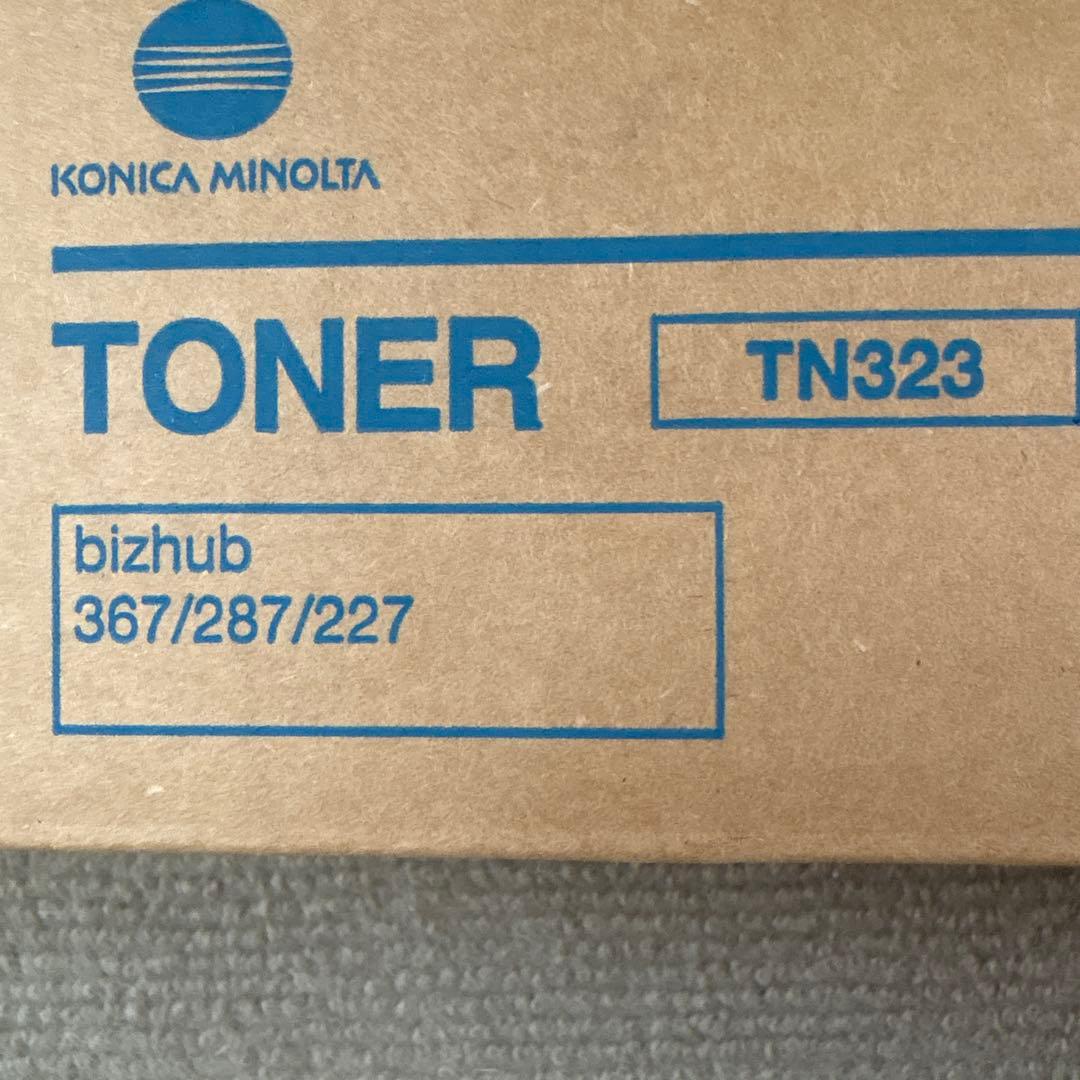 KONICA MINOLTA
TONER
TN323
bizhub
367/287/227